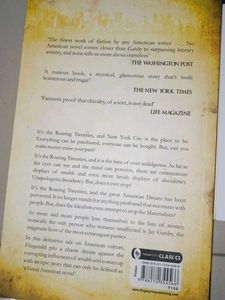 'The finest work of fiction by any American writer . . . No
American novel comes closer than Gatsby to surpassing literary
artistry, and none tells us more about ourselves'
THE WASHINGTON POST
'A curious book, a mystical, glamorous story that's both
honest and magic'
THE NEW YORK TIMES
'Fantastic proof that chivalry, of a sort, is not dead'
LIFE MAGAZINE
It's the Roaring Twenties, and New York City is the place to be.
Everything can be purchased, everyone can be bought. But, can you
make money erase your past?
It's the Roaring Twenties, and it is the time of over indulgence. As far as
the eyes can see and the mind can perceive, there are ostentatious
displays of wealth and even more lavish displays of decadency.
Unapologetic decadency. But, does it ever stop?
It's the Roaring Twenties, and the great American Dream has been
perverted. It no longer stands for anything profound that resonates with
people. But, does the Idealism even attempt to stop the Materialism?
As more and more people lose themselves to the lure of money,
ironically, the only person who remains unaffected is Jay Gatsby, the
enigmatic host of the most extravagant parties
In this definitive tale on American culture,
Fitzgerald pits a dream against the
corrupting influences of wealth and comes up
with an epic story that can only be defined as
a 'Great American novel'.
CLASSICS